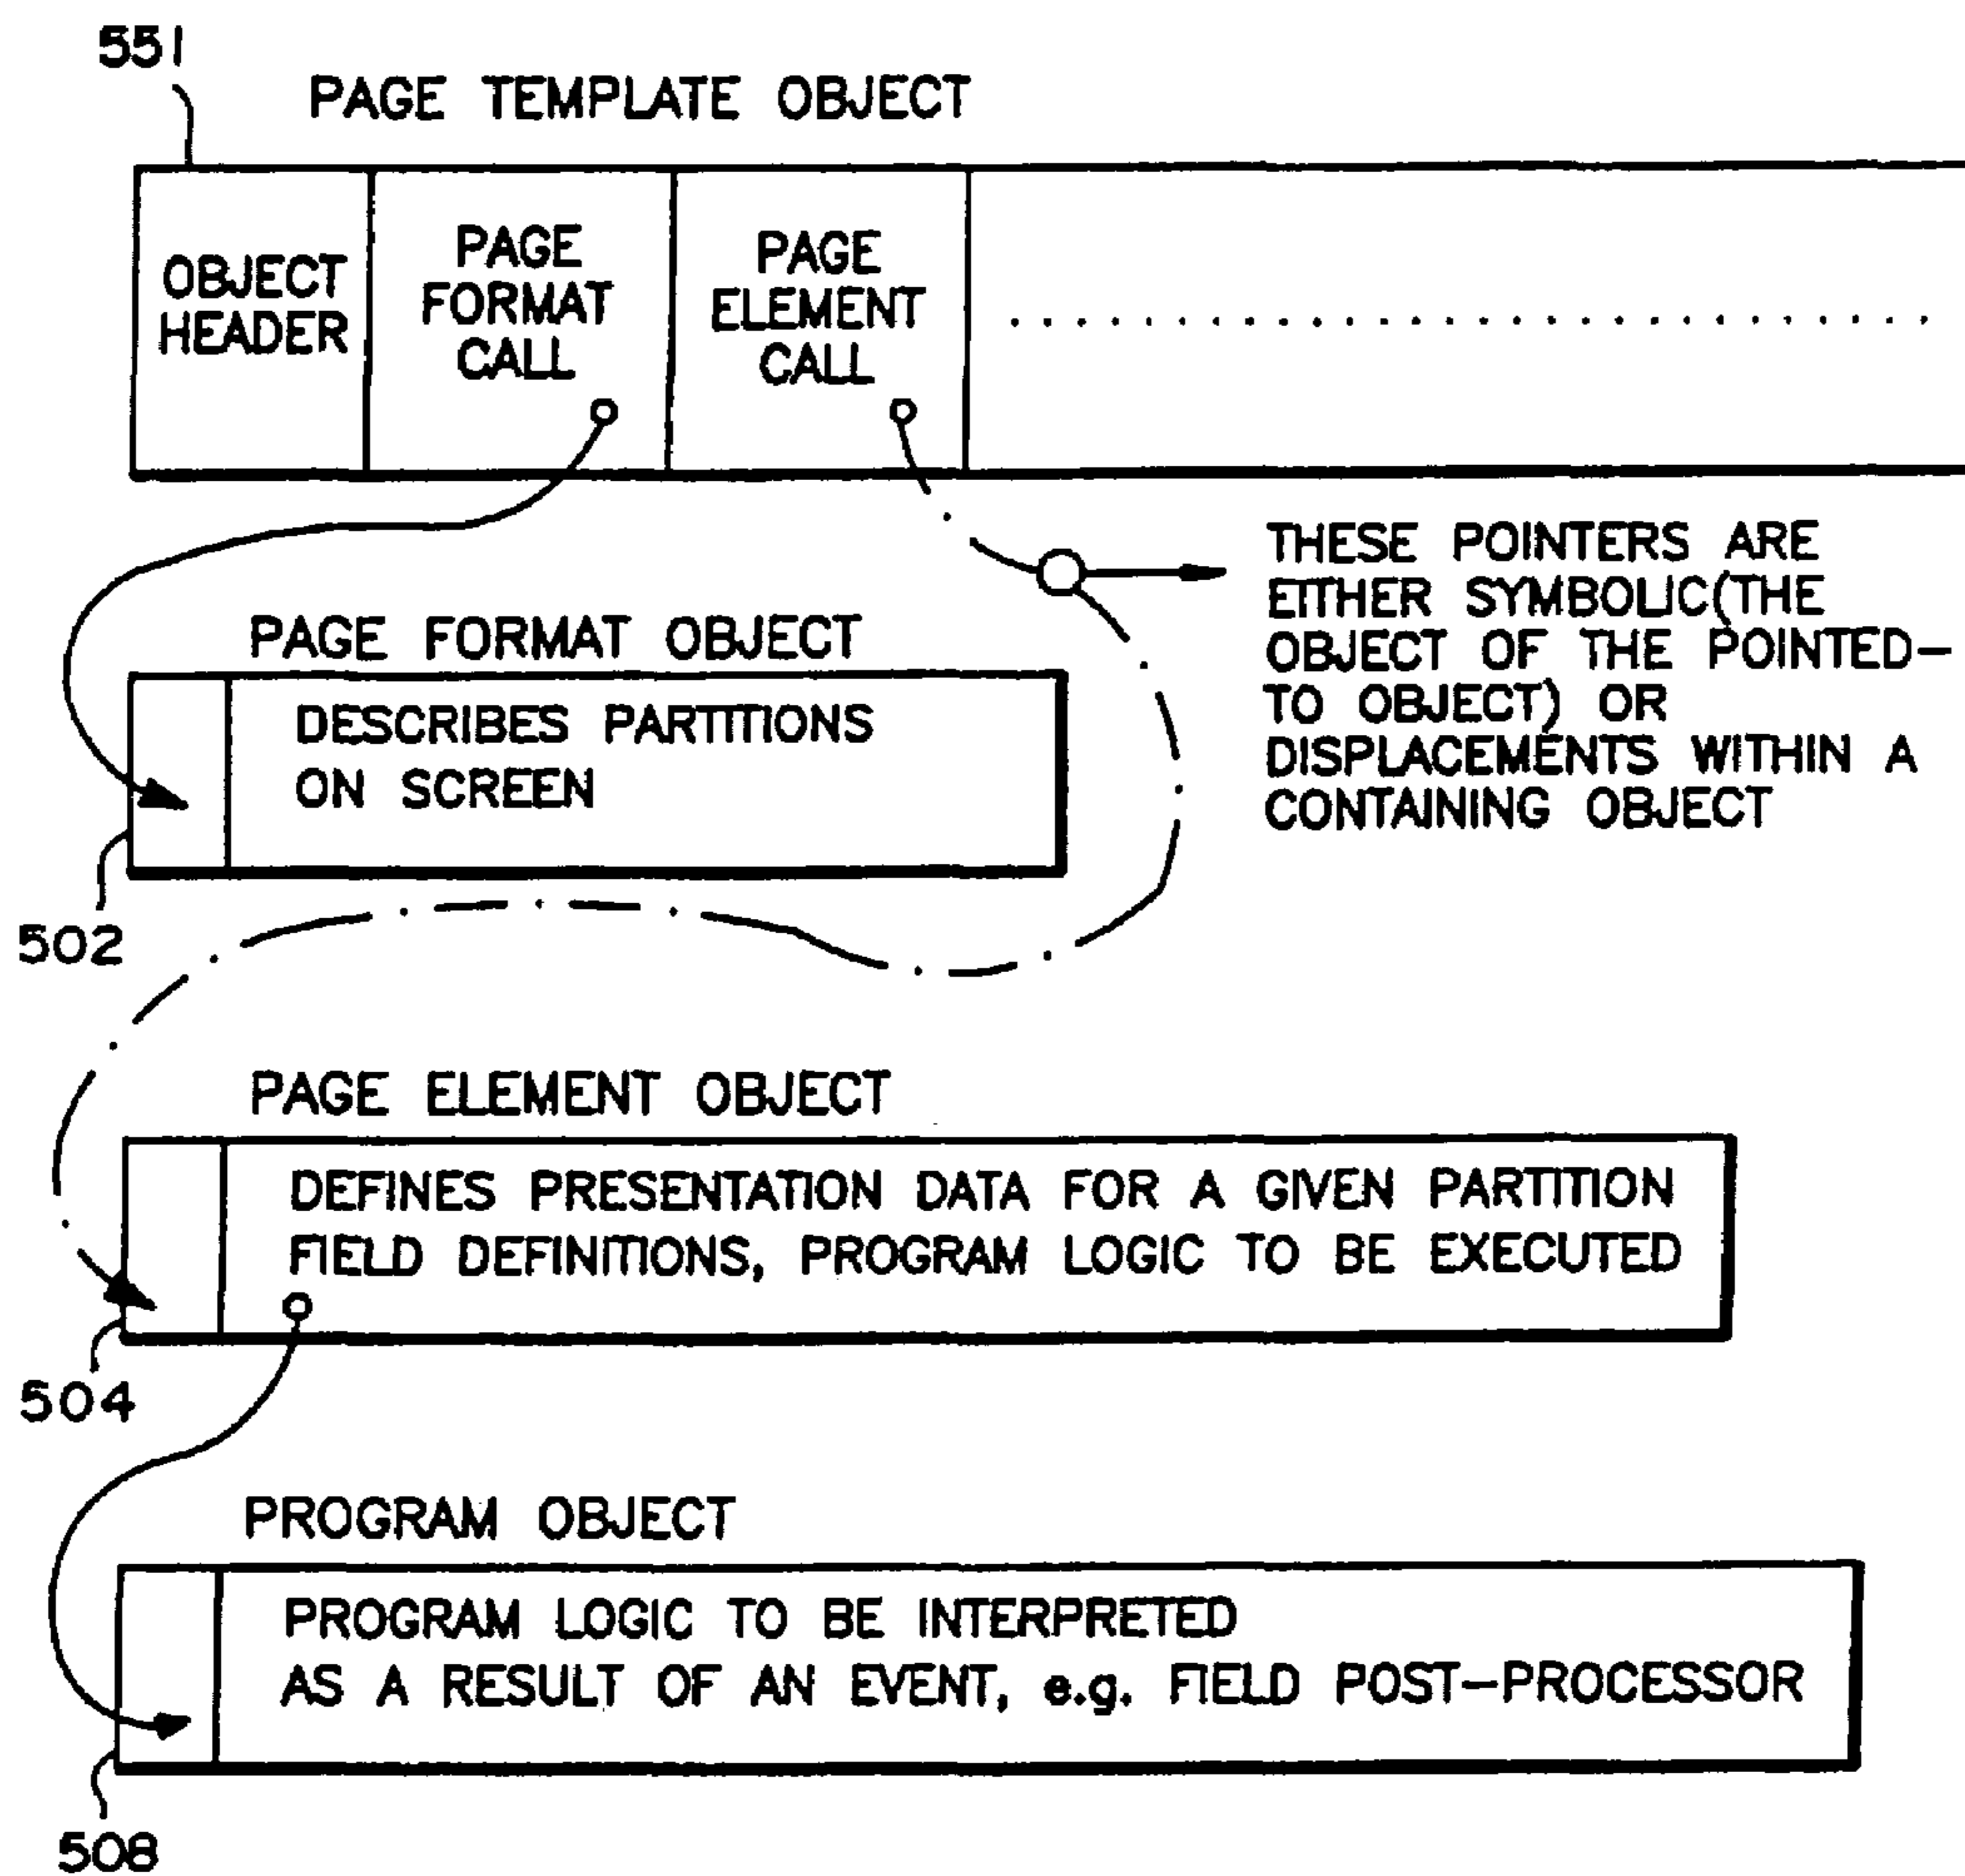 551
PAGE TEMPLATE OBJECT
OBJECT
HEADER
PAGE
FORMAT
CALL
PAGE
ELEMENT
CALL
THESE POINTERS ARE
EITHER SYMBOLIC(THE
OBJECT OF THE POINTED-
TO OBJECT) OR
DISPLACEMENTS WITHIN A
CONTAINING OBJECT
PAGE FORMAT OBJECT
DESCRIBES PARTITIONS
ON SCREEN
502
PAGE ELEMENT OBJECT
DEFINES PRESENTATION DATA FOR A GIVEN PARTITION
FIELD DEFINITIONS, PROGRAM LOGIC TO BE EXECUTED
504
PROGRAM OBJECT
PROGRAM LOGIC TO BE INTERPRETED
AS A RESULT OF AN EVENT, e.g. FIELD POST-PROCESSOR
508